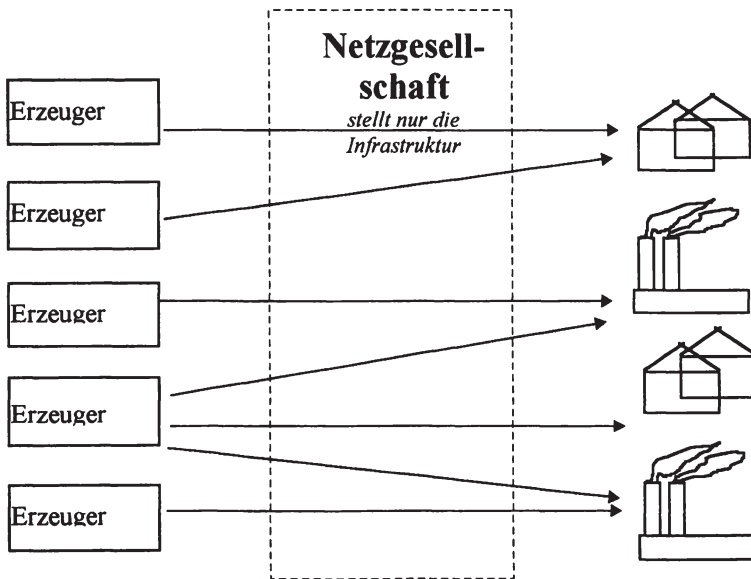 Netzgesell-
schaft
stellt nur die
Infrastruktur
Erzeuger
Erzeuger
Erzeuger
Erzeuger
Erzeuger